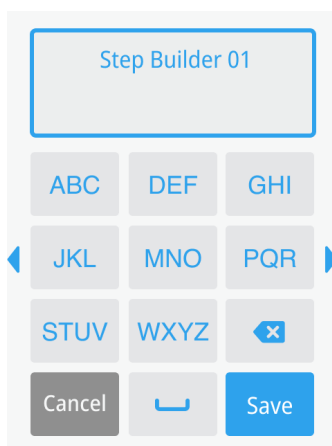 Step Builder 01
ABC DEF GHI
JKL MNO PQR
STUV WXYZ
Cancel Save